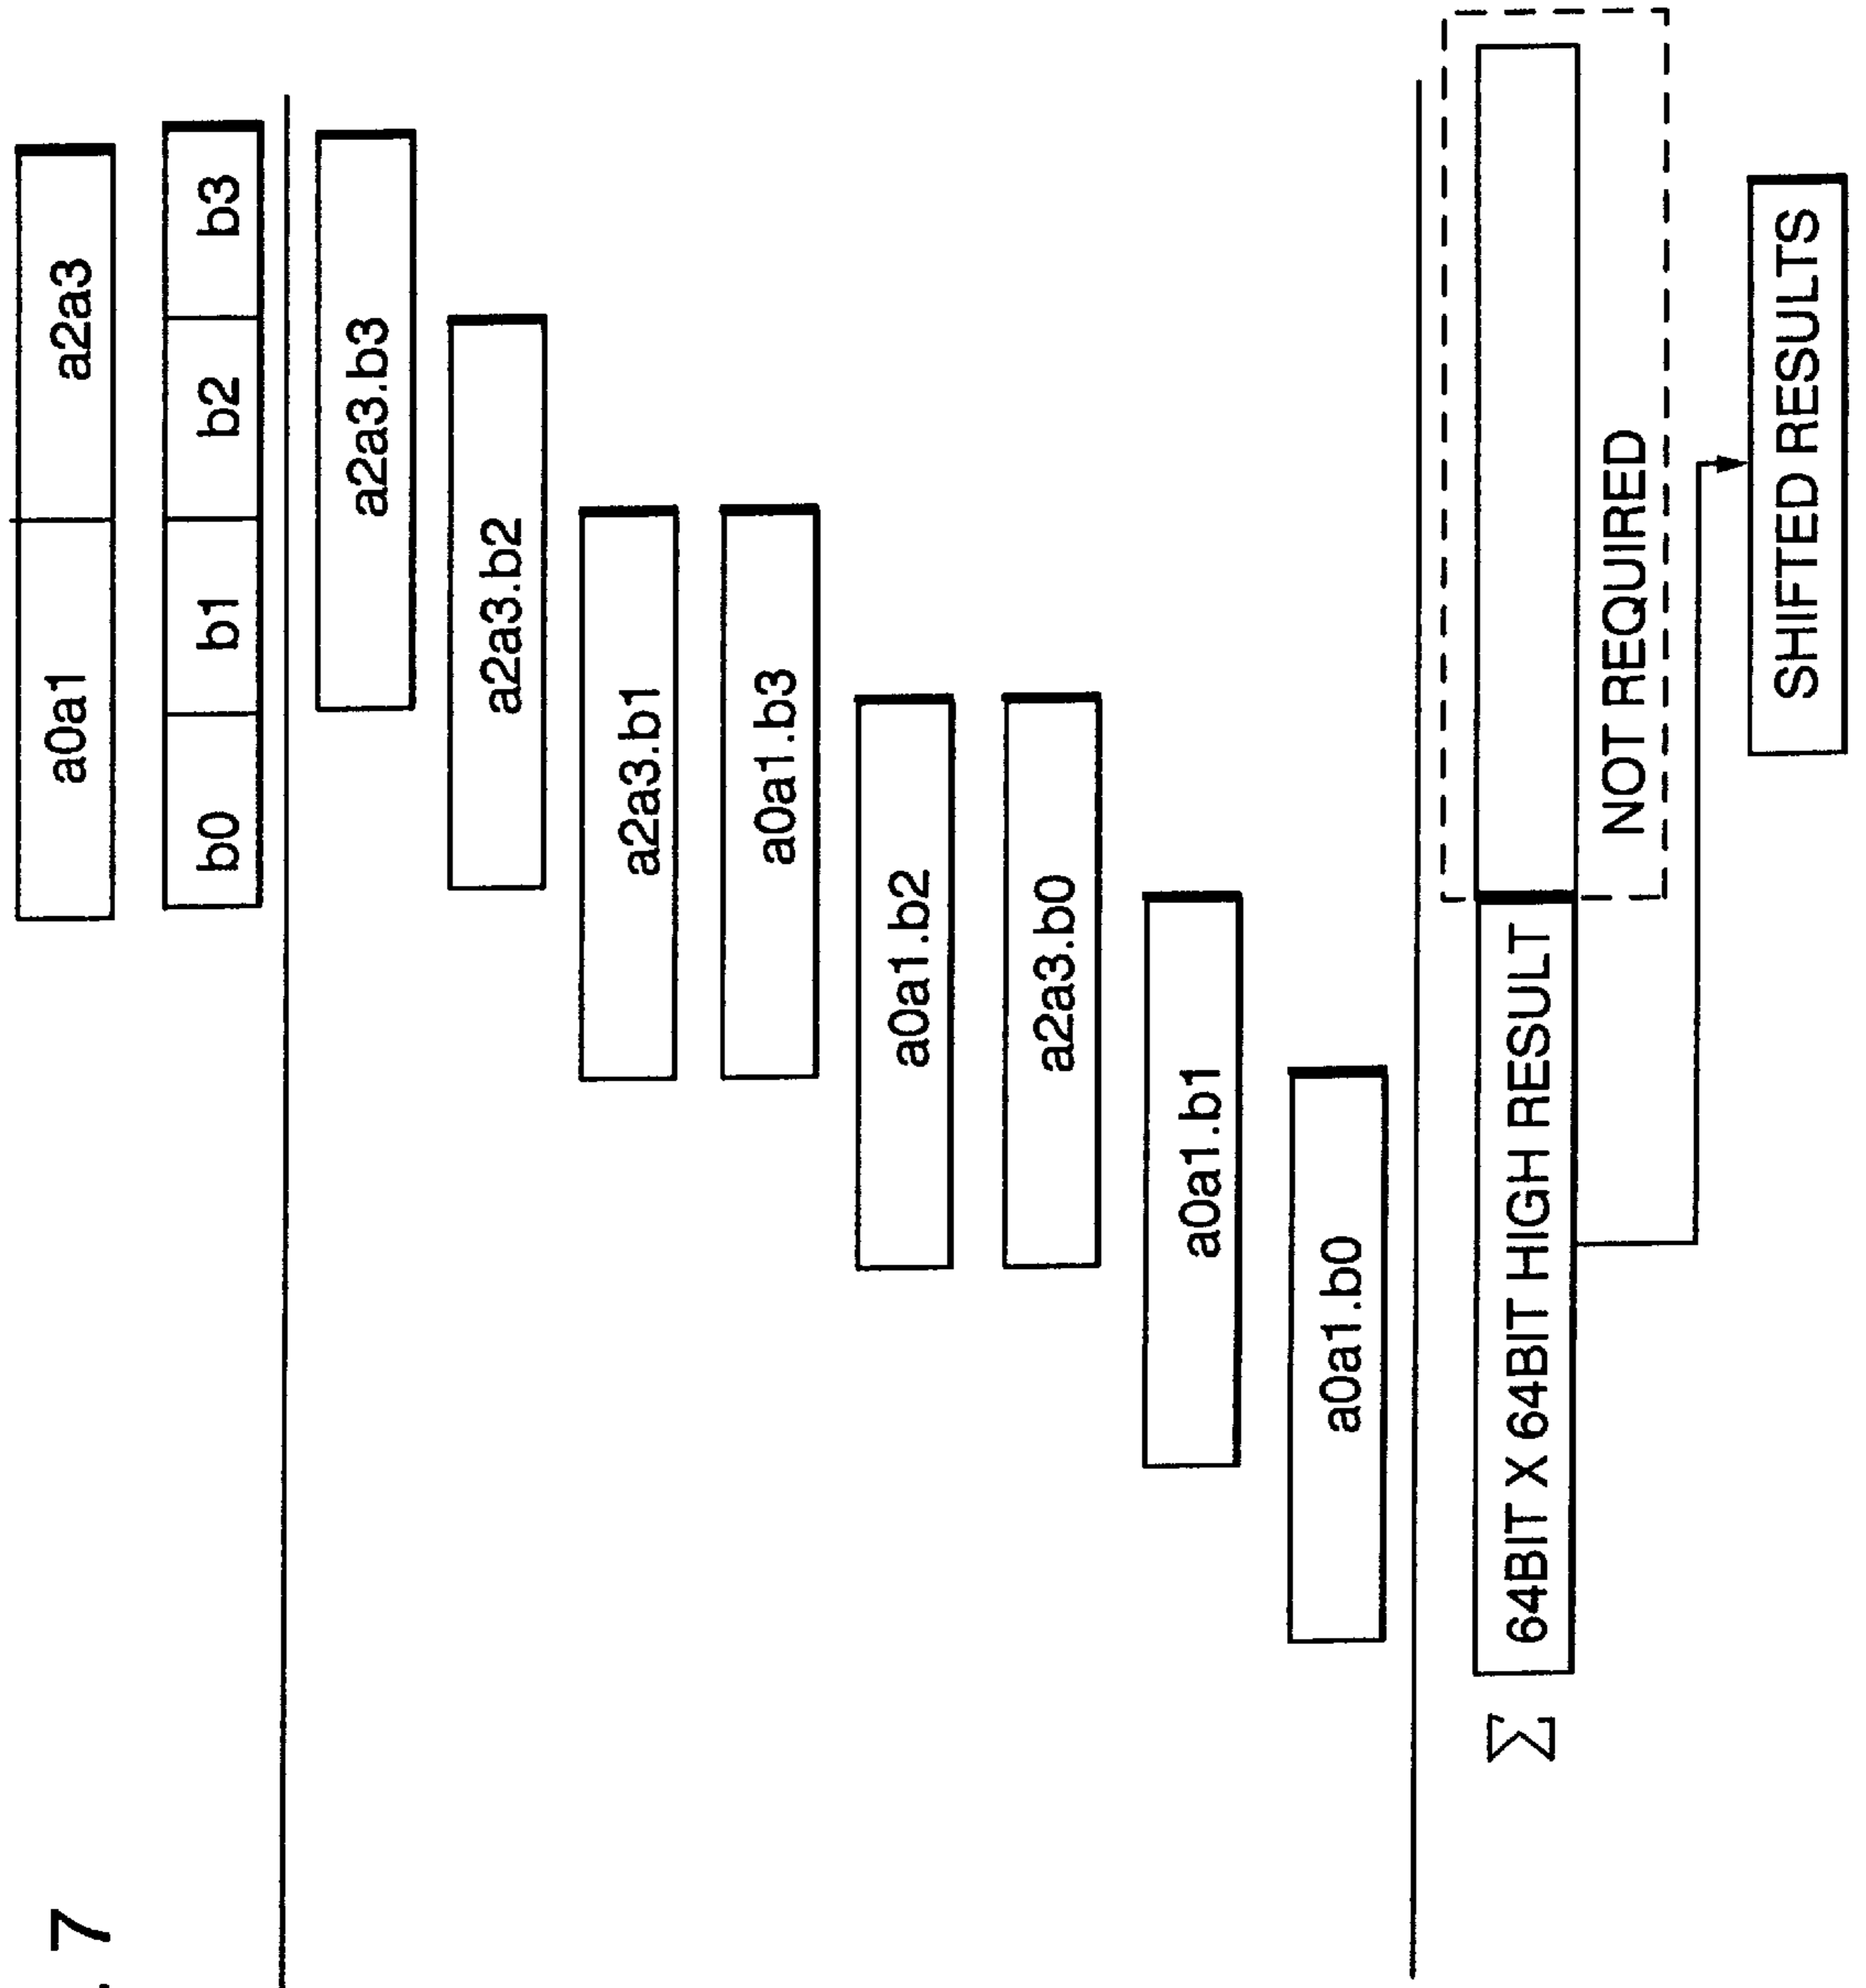 . 7
a0a1 a2a3
b0 b1 b2 b3
a2a3.b3
a2a3.b2
a2a3.b1
a0a1.b3
a0a1.b2
a2a3.b0
a0a1.b1
a0a1.b0
Σ 64BIT X 64BIT HIGH RESULT
NOT REQUIRED
SHIFTED RESULTS